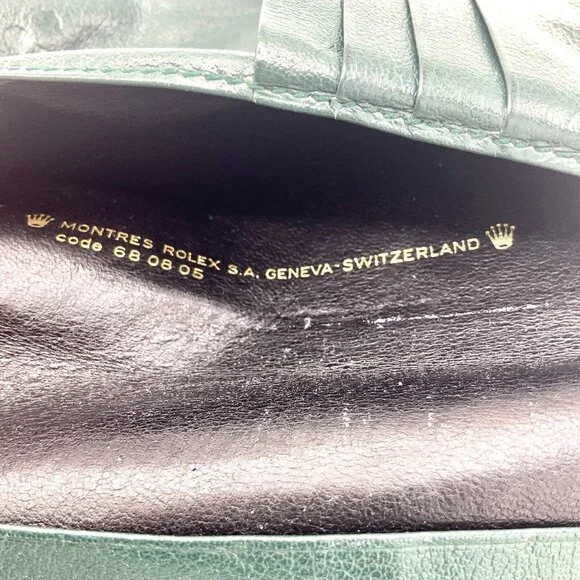 MONTRES ROLEX S.A. GENEVA-SWITZERLAND
code 68 08 05